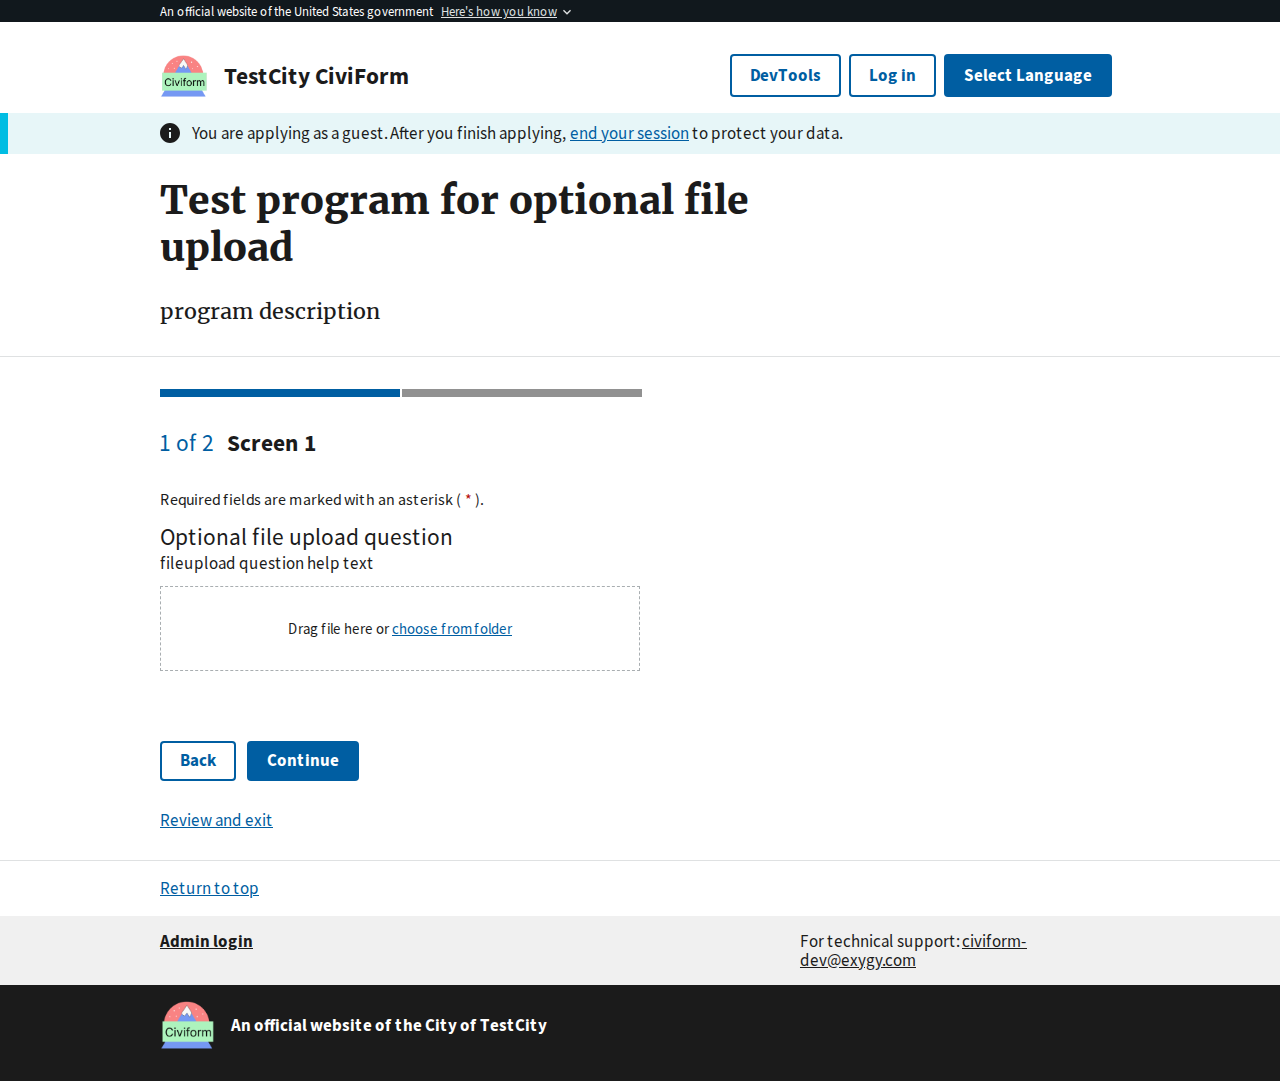 An official website of the United States government Here's how you know
Civiform
TestCity CiviForm
DevTools
Log in
Select Language
You are applying as a guest. After you finish applying, end your session to protect your data.
Test program for optional file
upload
program description
1 of 2 Screen 1
Required fields are marked with an asterisk ( * ).
Optional file upload question
fileupload question help text
Drag file here or choose from folder
Back
Continue
Review and exit
Return to top
Admin login
For technical support: civiform-
dev@exygy.com
Civiform
An official website of the City of TestCity